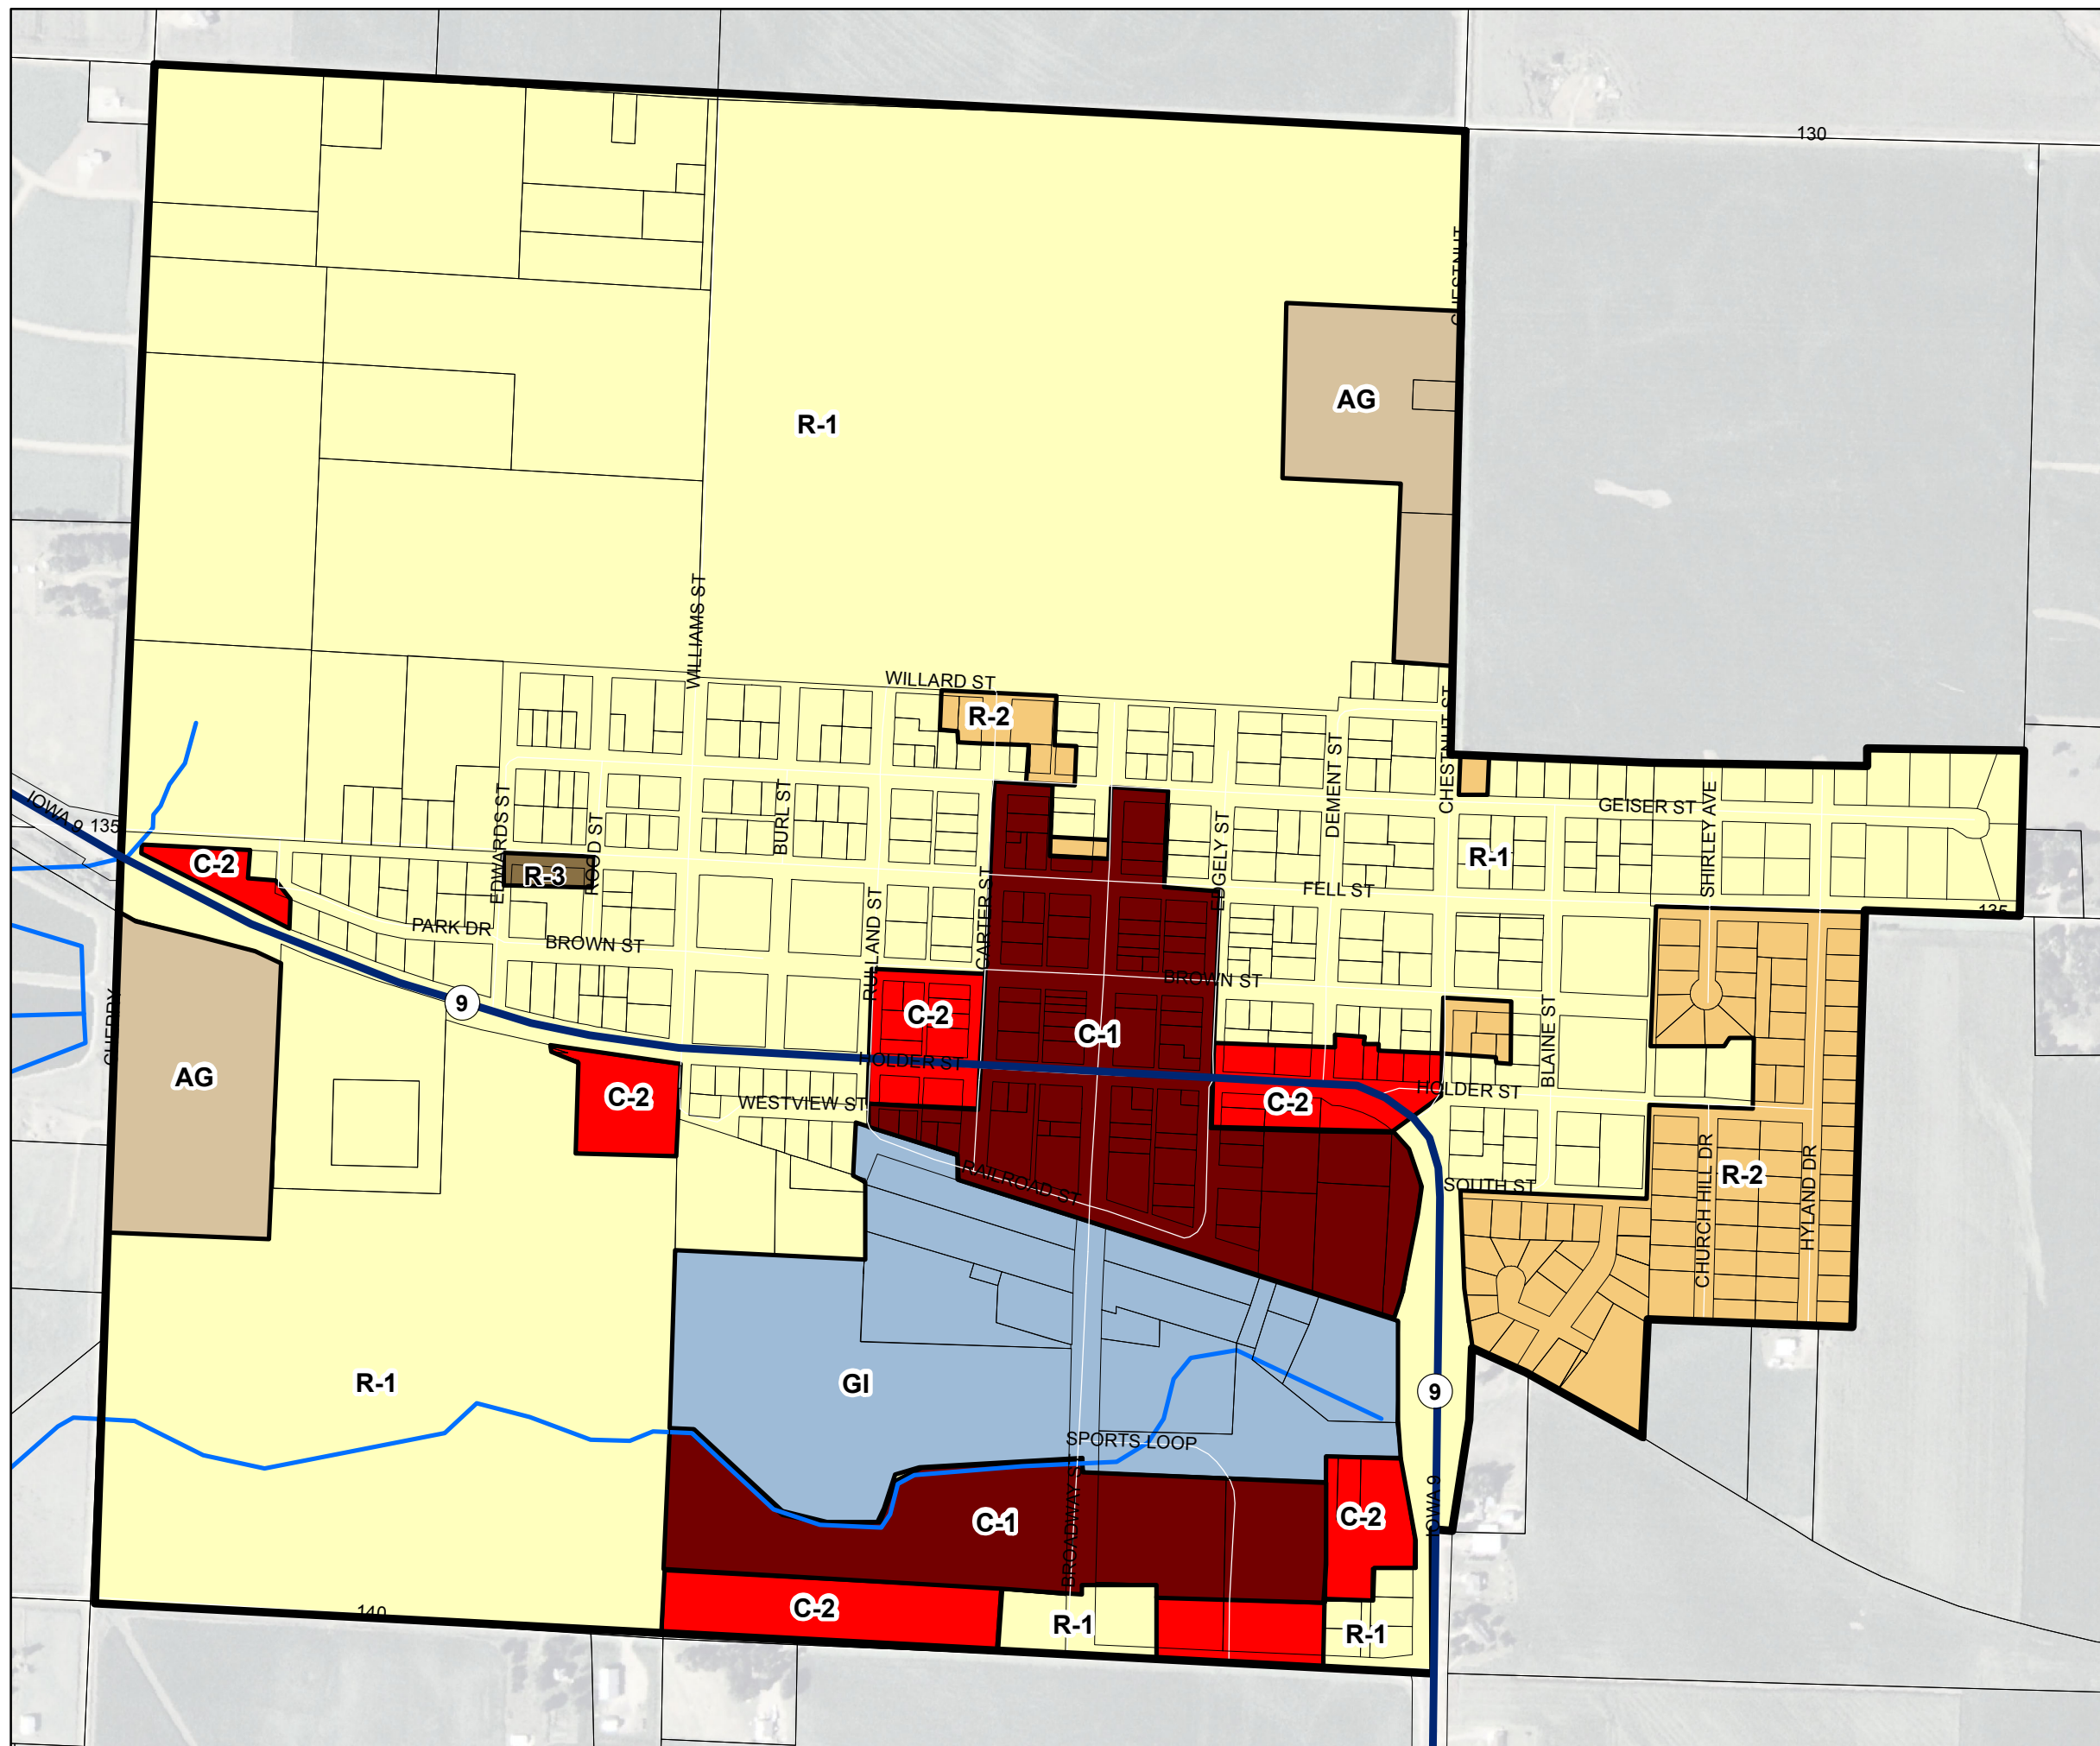 130
CHESTNUT
AG
R-1
WILLIAMS ST
WILLARD ST
R-2
CHESTNUT ST
DEMENT ST
GEISER ST
SHIRLEY AVE
IOWA 9
135
EDWARDS ST
ROOD ST
BURL ST
EDGELY ST
R-1
C-2
R-3
FELL ST
RULLAND ST
CARTER ST
135
PARK DR
BROWN ST
BROWN ST
9
C-2
C-1
BLAINE ST
CHERRY
AG
HOLDER ST
HOLDER ST
C-2
WESTVIEW ST
C-2
RAILROAD ST
SOUTH ST
R-2
CHURCH HILL DR
HYLAND DR
R-1
GI
9
SPORTS LOOP
BROADWAY ST
C-1
C-2
IOWA 9
140
C-2
R-1
R-1